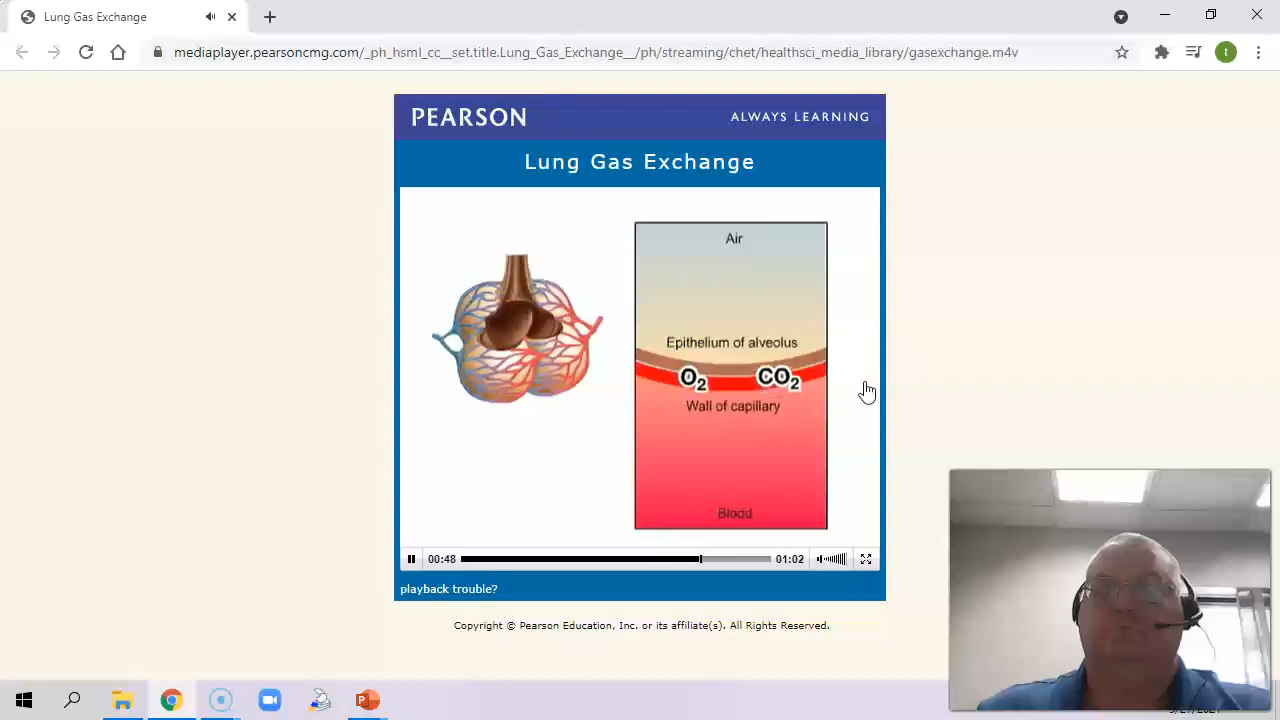 Lung Gas Exchange
mediaplayer.pearsoncmg.com/_ph_hsml_cc__set.title.Lung_Gas_Exchange__/ph/streaming/chet/healthsci_media_library/gasexchange.m4v
t
PEARSON
ALWAYS LEARNING
Lung Gas Exchange
Air
Epithelium of alveolus
O2
CO2
Wall of capillary
Blood
00:48
01:02
playback trouble?
Copyright © Pearson Education, Inc. or its affiliate(s). All Rights Reserved.